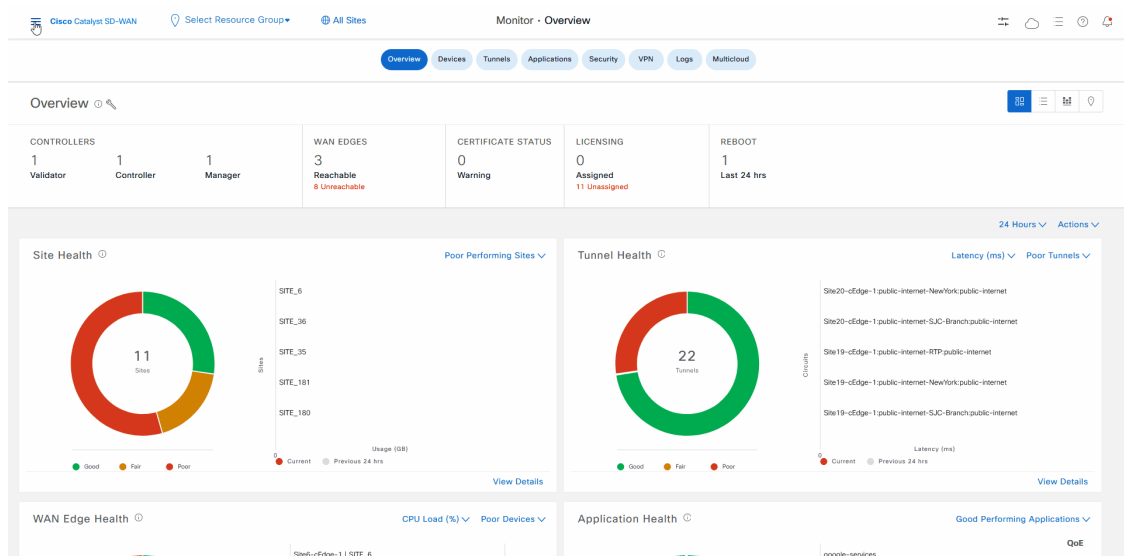 Cisco Catalyst SD-WAN
Select Resource Group
All Sites
Monitor · Overview
Overview
Devices
Tunnels
Applications
Security
VPN
Logs
Multicloud
Overview
CONTROLLERS
1
Validator
1
Controller
1
Manager
WAN EDGES
3
Reachable
8 Unreachable
CERTIFICATE STATUS
0
Warning
LICENSING
0
Assigned
11 Unassigned
REBOOT
1
Last 24 hrs
24 Hours
Actions
Site Health
Poor Performing Sites
11
Sites
Good
Fair
Poor
Sites
SITE_6
SITE_36
SITE_35
SITE_181
SITE_180
Usage (GB)
0
Current
Previous 24 hrs
View Details
Tunnel Health
Latency (ms)
Poor Tunnels
22
Tunnels
Good
Fair
Poor
Circuits
Site20-cEdge-1:public-internet-NewYork:public-internet
Site20-cEdge-1:public-internet-SJC-Branch:public-internet
Site19-cEdge-1:public-internet-RTP:public-internet
Site19-cEdge-1:public-internet-NewYork:public-internet
Site19-cEdge-1:public-internet-SJC-Branch:public-internet
Latency (ms)
0
Current
Previous 24 hrs
View Details
WAN Edge Health
CPU Load (%)
Poor Devices
Site6-cEdge-1 | SITE_6
Application Health
Good Performing Applications
QoE
google-services